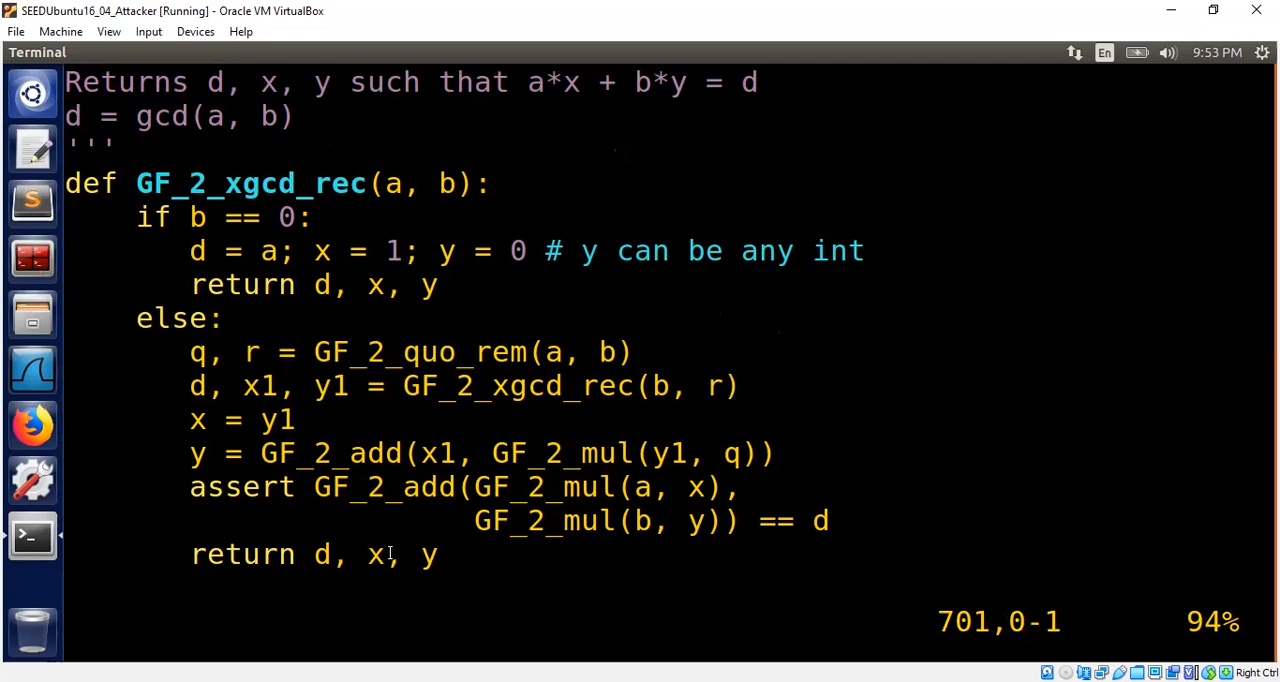 SEEDUbuntu16_04_Attacker [Running] - Oracle VM VirtualBox
File Machine View Input Devices Help
Terminal En 9:53 PM
Returns d, x, y such that a*x + b*y = d
d = gcd(a, b)
'''
def GF_2_xgcd_rec(a, b):
    if b == 0:
        d = a; x = 1; y = 0 # y can be any int
        return d, x, y
    else:
        q, r = GF_2_quo_rem(a, b)
        d, x1, y1 = GF_2_xgcd_rec(b, r)
        x = y1
        y = GF_2_add(x1, GF_2_mul(y1, q))
        assert GF_2_add(GF_2_mul(a, x),
                        GF_2_mul(b, y)) == d
        return d, x, y
701,0-1 94%
Right Ctrl